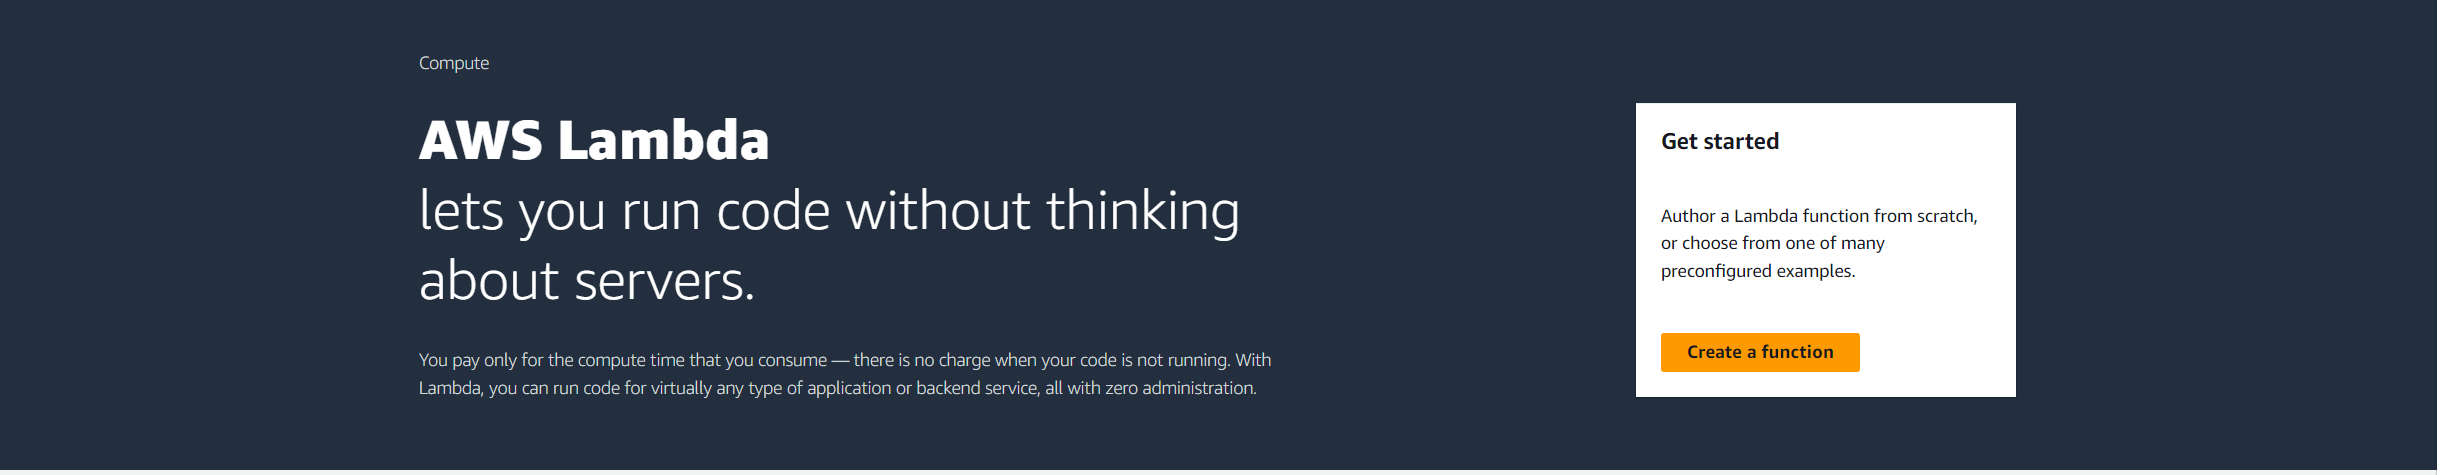 Compute
AWS Lambda
lets you run code without thinking
about servers.
You pay only for the compute time that you consume — there is no charge when your code is not running. With
Lambda, you can run code for virtually any type of application or backend service, all with zero administration.
Get started
Author a Lambda function from scratch,
or choose from one of many
preconfigured examples.
Create a function